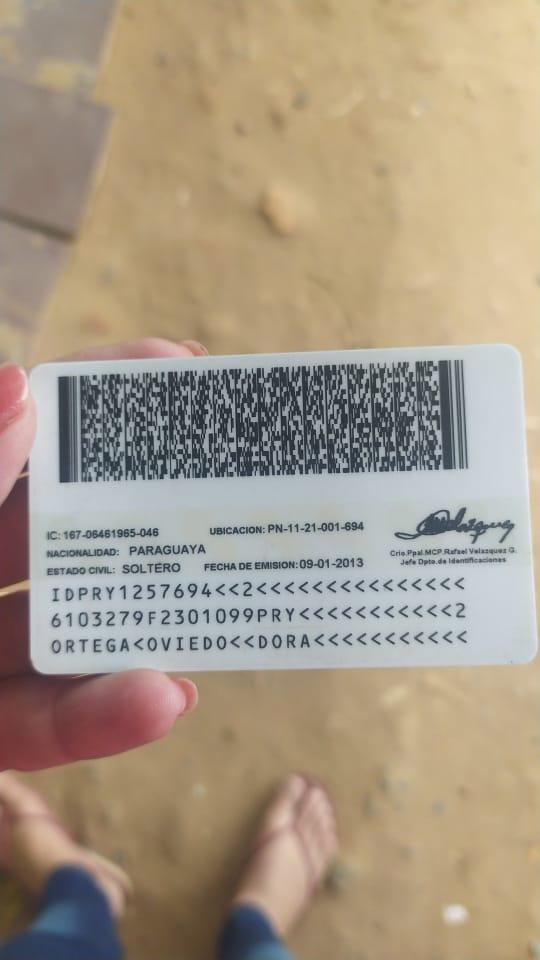 IC: 167-06461965-046 UBICACION: PN-11-21-001-694
NACIONALIDAD: PARAGUAYA
ESTADO CIVIL: SOLTERO FECHA DE EMISION: 09-01-2013
Crio.Ppal.MCP.Rafael Velazquez G.
Jefe Dpto.de Identificaciones
IDPRY1257694<<2<<<<<<<<<<<<<<<
6103279F2301099PRY<<<<<<<<<<<2
ORTEGA<OVIEDO<<DORA<<<<<<<<<<<